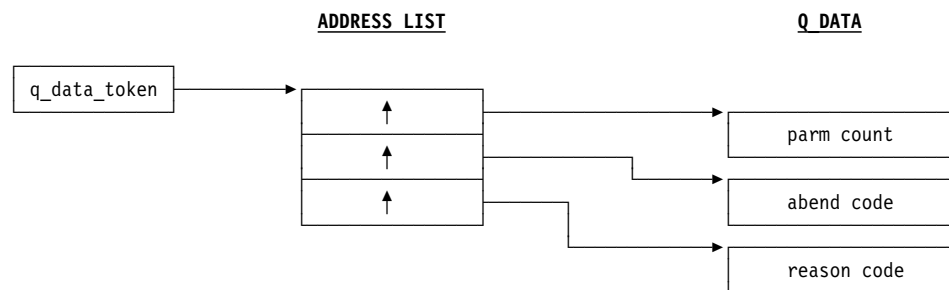 ADDRESS LIST
Q_DATA
q_data_token
parm count
abend code
reason code